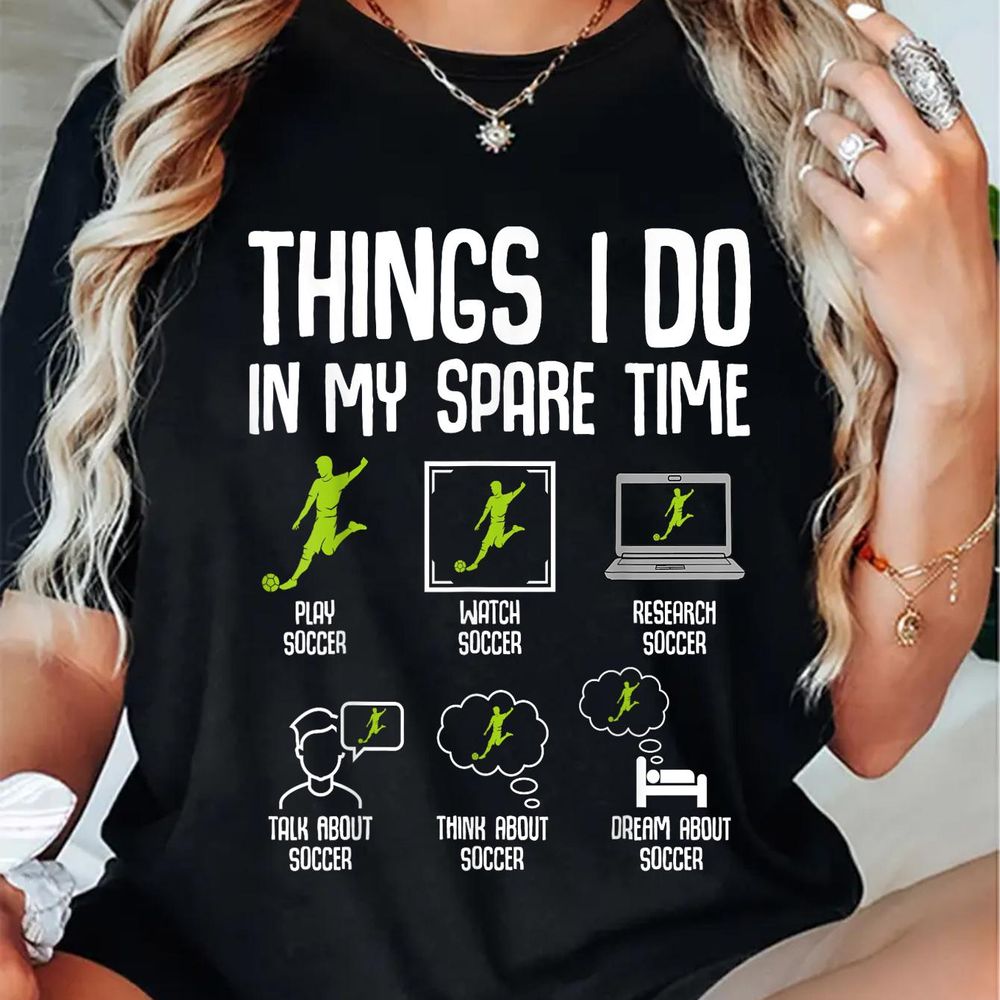 THINGS I DO
IN MY SPARE TIME
PLAY
SOCCER
WATCH
SOCCER
RESEARCH
SOCCER
TALK ABOUT
SOCCER
THINK ABOUT
SOCCER
DREAM ABOUT
SOCCER